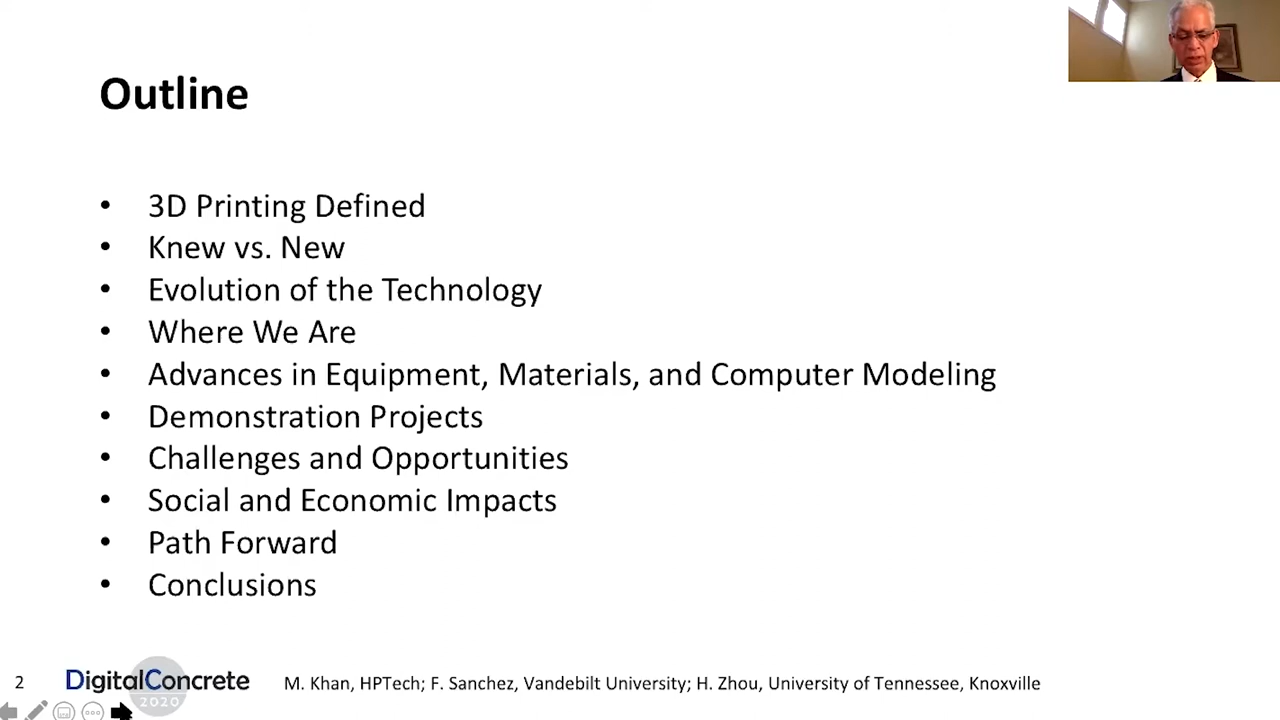 Outline
• 3D Printing Defined
• Knew vs. New
• Evolution of the Technology
• Where We Are
• Advances in Equipment, Materials, and Computer Modeling
• Demonstration Projects
• Challenges and Opportunities
• Social and Economic Impacts
• Path Forward
• Conclusions
2 DigitalConcrete M. Khan, HPTech; F. Sanchez, Vandebilt University; H. Zhou, University of Tennessee, Knoxville
2020